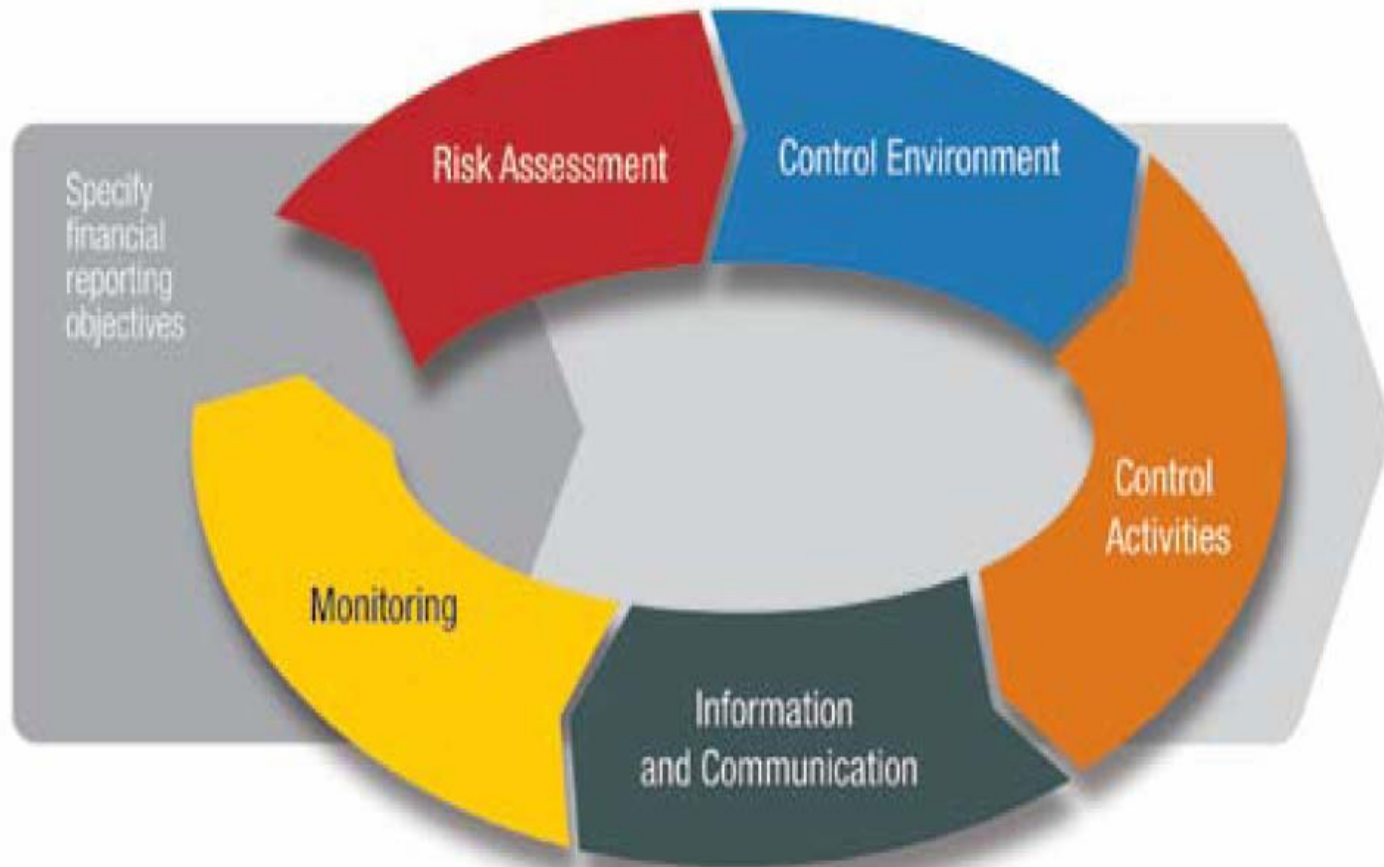 Risk Assessment
Control Environment
Specify
financial
reporting
objectives
Control
Activities
Monitoring
Information
and Communication